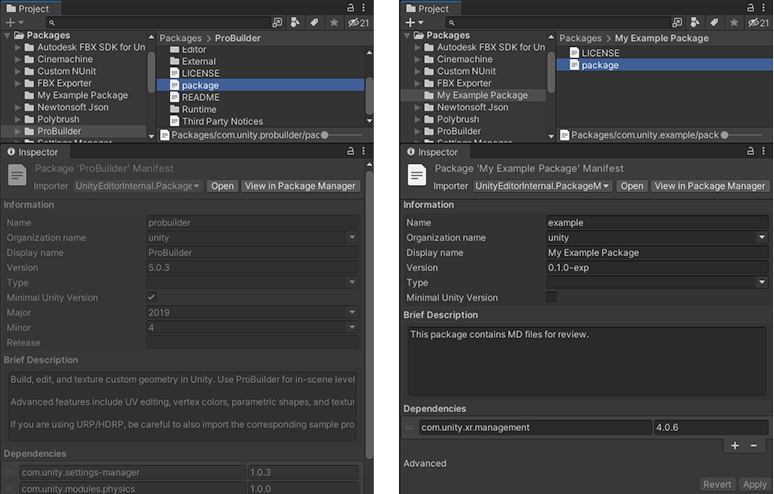 Project
21
Packages
Autodesk FBX SDK for Un
Cinemachine
Custom NUnit
FBX Exporter
My Example Package
Newtonsoft Json
Polybrush
ProBuilder
Settings Manager
Packages > ProBuilder
Editor
External
LICENSE
package
README
Runtime
Third Party Notices
Packages/com.unity.probuilder/pac
Inspector
Package 'ProBuilder' Manifest
Importer UnityEditorInternal.Package Open View in Package Manager
Information
Name probuilder
Organization name unity
Display name ProBuilder
Version 5.0.3
Type
Minimal Unity Version
Major 2019
Minor 4
Release
Brief Description
Build, edit, and texture custom geometry in Unity. Use ProBuilder for in-scene level
Advanced features include UV editing, vertex colors, parametric shapes, and textur
If you are using URP/HDRP, be careful to also import the corresponding sample pro
Dependencies
com.unity.settings-manager 1.0.3
com.unity.modules.physics 1.0.0
Project
21
Packages
Autodesk FBX SDK for Un
Cinemachine
Custom NUnit
FBX Exporter
My Example Package
Newtonsoft Json
Polybrush
ProBuilder
Settings Manager
Packages > My Example Package
LICENSE
package
Packages/com.unity.example/pack
Inspector
Package 'My Example Package' Manifest
Importer UnityEditorInternal.PackageM Open View in Package Manager
Information
Name example
Organization name unity
Display name My Example Package
Version 0.1.0-exp
Type
Minimal Unity Version
Brief Description
This package contains MD files for review.
Dependencies
com.unity.xr.management 4.0.6
Advanced
Revert Apply